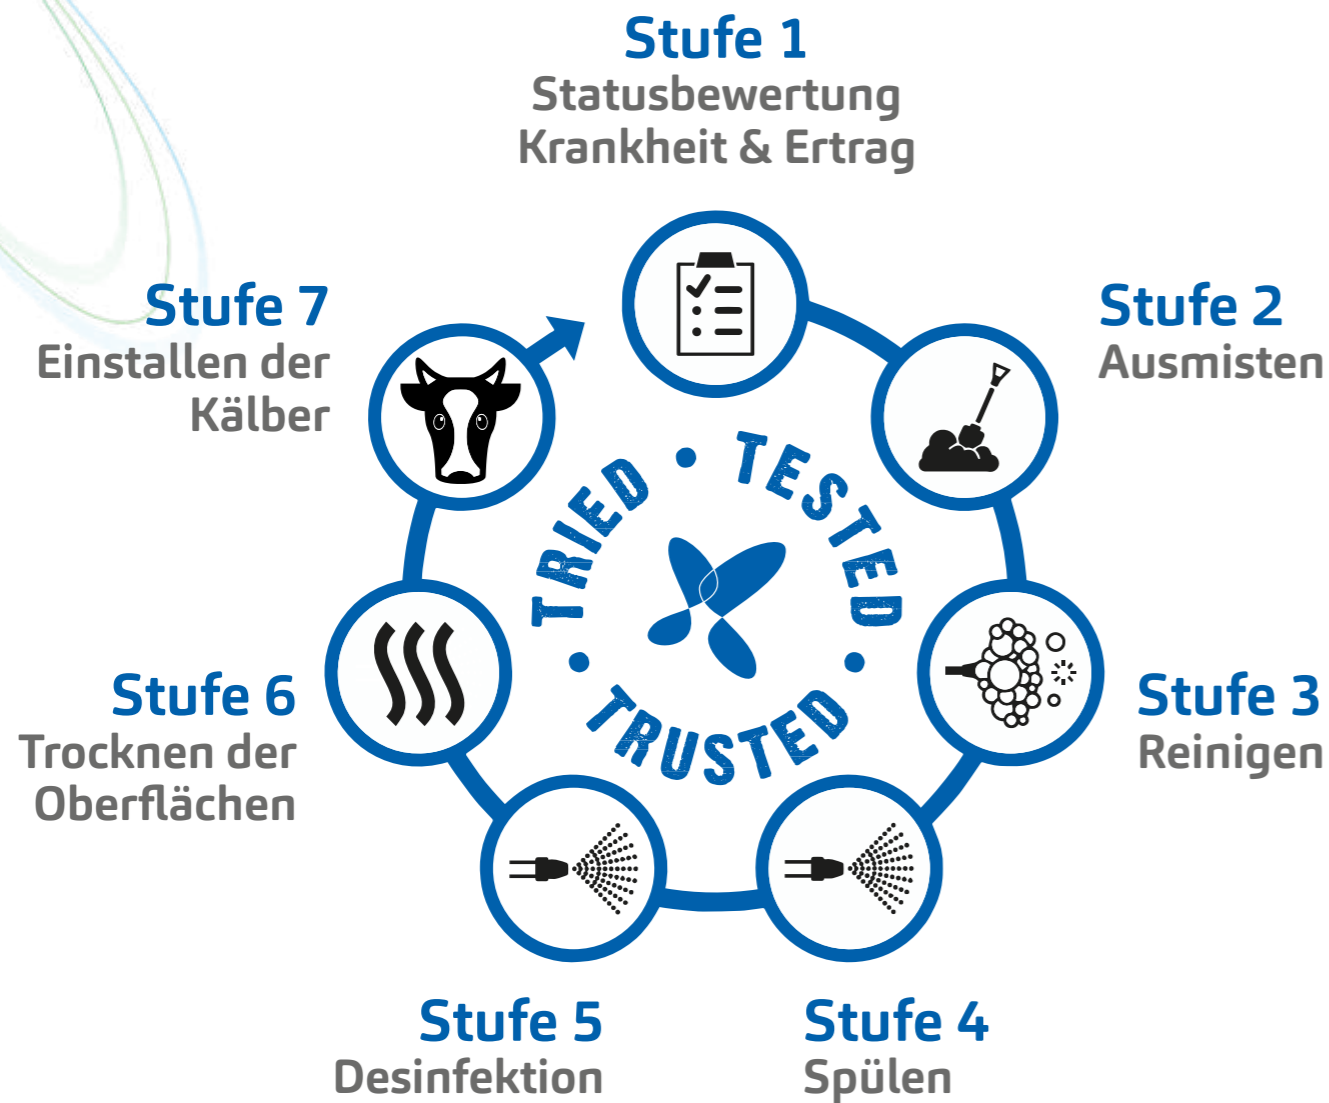 Stufe 1
Statusbewertung
Krankheit & Ertrag
Stufe 2
Ausmisten
Stufe 3
Reinigen
Stufe 4
Spülen
Stufe 5
Desinfektion
Stufe 6
Trocknen der
Oberflächen
Stufe 7
Einstallen der
Kälber
TRIED • TESTED • TRUSTED •